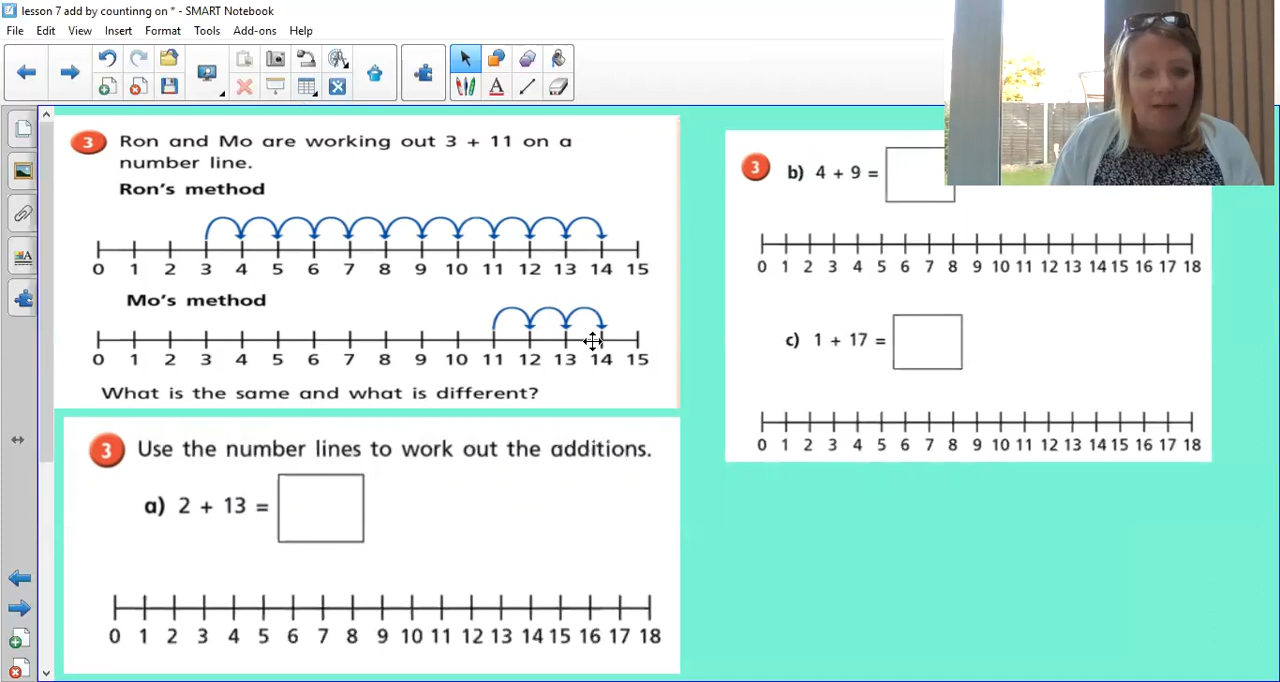 lesson 7 add by countinng on * - SMART Notebook
File Edit View Insert Format Tools Add-ons Help
3 Ron and Mo are working out 3 + 11 on a
number line.
Ron's method
0 1 2 3 4 5 6 7 8 9 10 11 12 13 14 15
Mo's method
0 1 2 3 4 5 6 7 8 9 10 11 12 13 14 15
What is the same and what is different?
3 Use the number lines to work out the additions.
a) 2 + 13 =
0 1 2 3 4 5 6 7 8 9 10 11 12 13 14 15 16 17 18
3 b) 4 + 9 =
0 1 2 3 4 5 6 7 8 9 10 11 12 13 14 15 16 17 18
c) 1 + 17 =
0 1 2 3 4 5 6 7 8 9 10 11 12 13 14 15 16 17 18